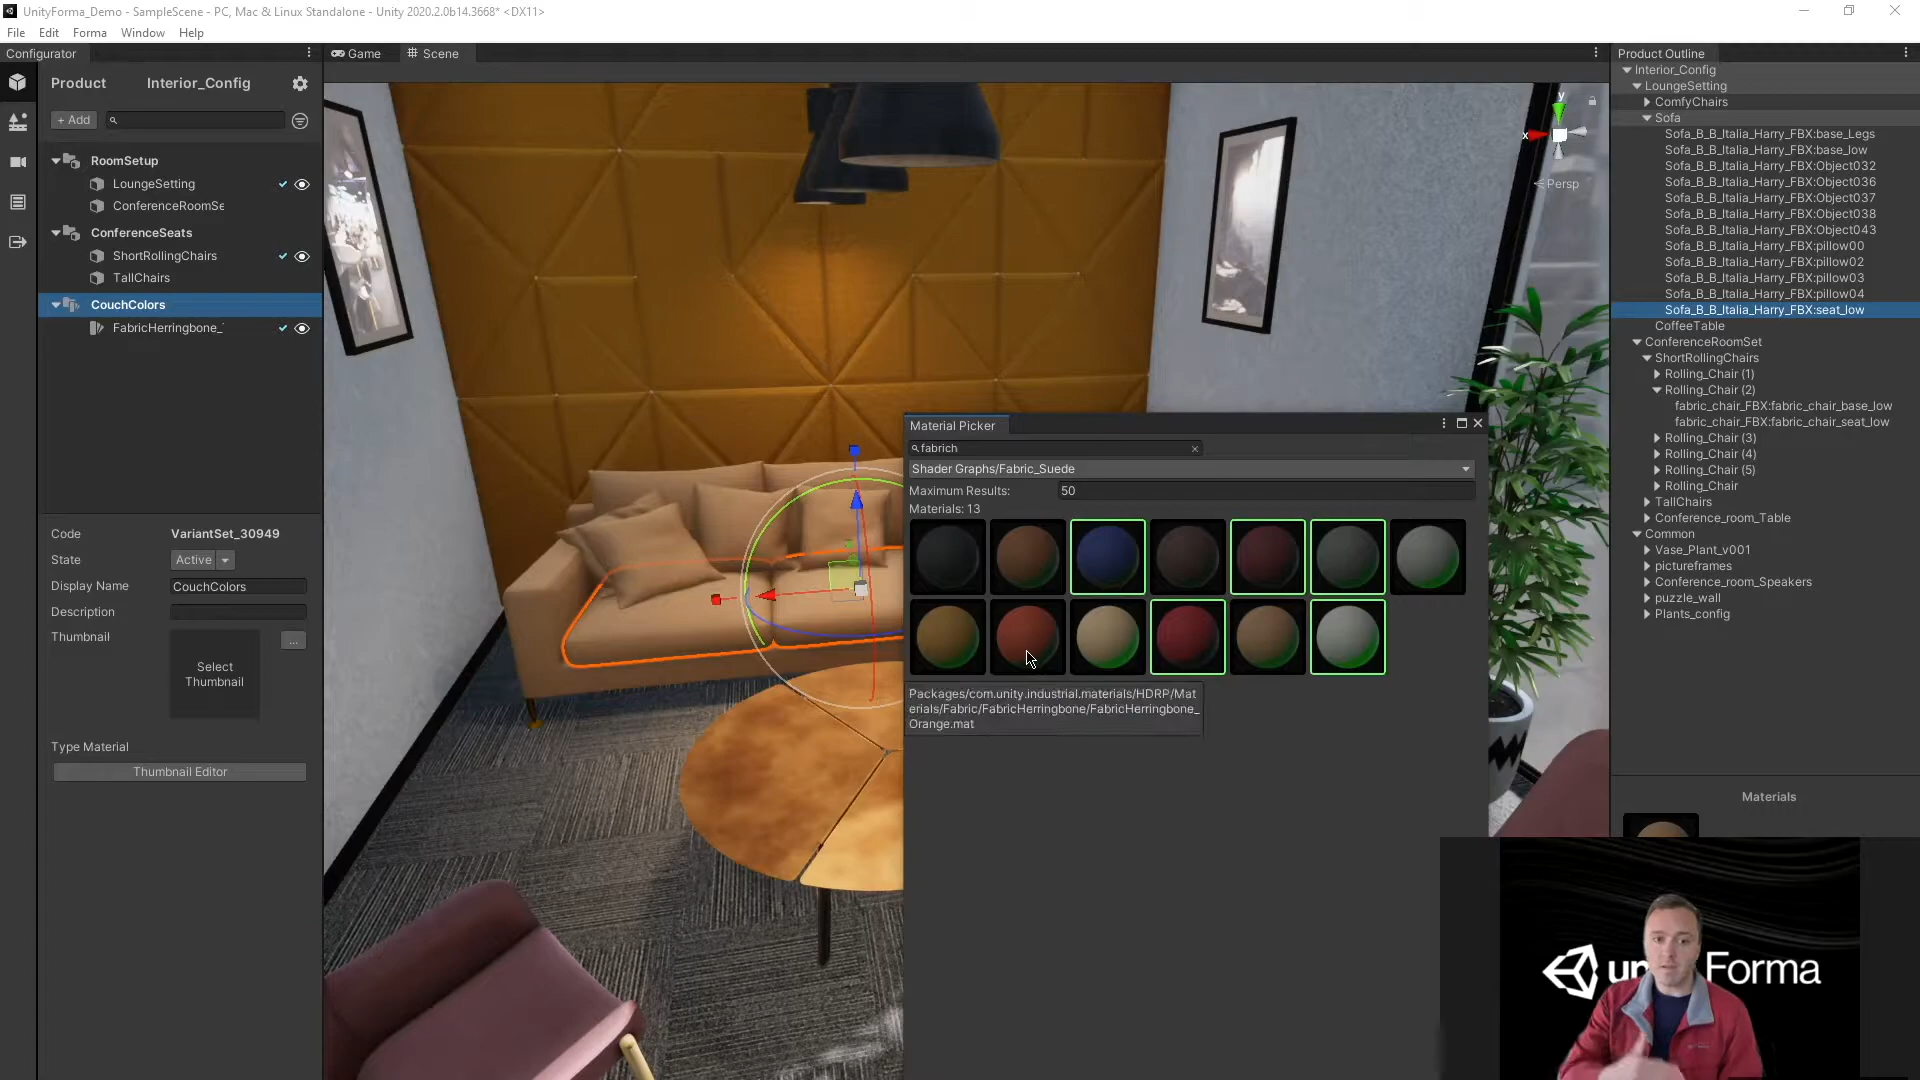 UnityForma_Demo - SampleScene - PC, Mac & Linux Standalone - Unity 2020.2.0b14.3668* <DX11>
File Edit Forma Window Help
Configurator
Product Interior_Config
+ Add
RoomSetup
LoungeSetting
ConferenceRoomSe
ConferenceSeats
ShortRollingChairs
TallChairs
CouchColors
FabricHerringbone_
Code VariantSet_30949
State Active
Display Name CouchColors
Description
Thumbnail
...
Select
Thumbnail
Type Material
Thumbnail Editor
Game Scene
y
x
Persp
Material Picker
fabrich
Shader Graphs/Fabric_Suede
Maximum Results: 50
Materials: 13
Packages/com.unity.industrial.materials/HDRP/Mat
erials/Fabric/FabricHerringbone/FabricHerringbone_
Orange.mat
Product Outline
Interior_Config
LoungeSetting
ComfyChairs
Sofa
Sofa_B_B_Italia_Harry_FBX:base_Legs
Sofa_B_B_Italia_Harry_FBX:base_low
Sofa_B_B_Italia_Harry_FBX:Object032
Sofa_B_B_Italia_Harry_FBX:Object036
Sofa_B_B_Italia_Harry_FBX:Object037
Sofa_B_B_Italia_Harry_FBX:Object038
Sofa_B_B_Italia_Harry_FBX:Object043
Sofa_B_B_Italia_Harry_FBX:pillow00
Sofa_B_B_Italia_Harry_FBX:pillow02
Sofa_B_B_Italia_Harry_FBX:pillow03
Sofa_B_B_Italia_Harry_FBX:pillow04
Sofa_B_B_Italia_Harry_FBX:seat_low
CoffeeTable
ConferenceRoomSet
ShortRollingChairs
Rolling_Chair (1)
Rolling_Chair (2)
fabric_chair_FBX:fabric_chair_base_low
fabric_chair_FBX:fabric_chair_seat_low
Rolling_Chair (3)
Rolling_Chair (4)
Rolling_Chair (5)
Rolling_Chair
TallChairs
Conference_room_Table
Common
Vase_Plant_v001
pictureframes
Conference_room_Speakers
puzzle_wall
Plants_config
Materials
un Forma